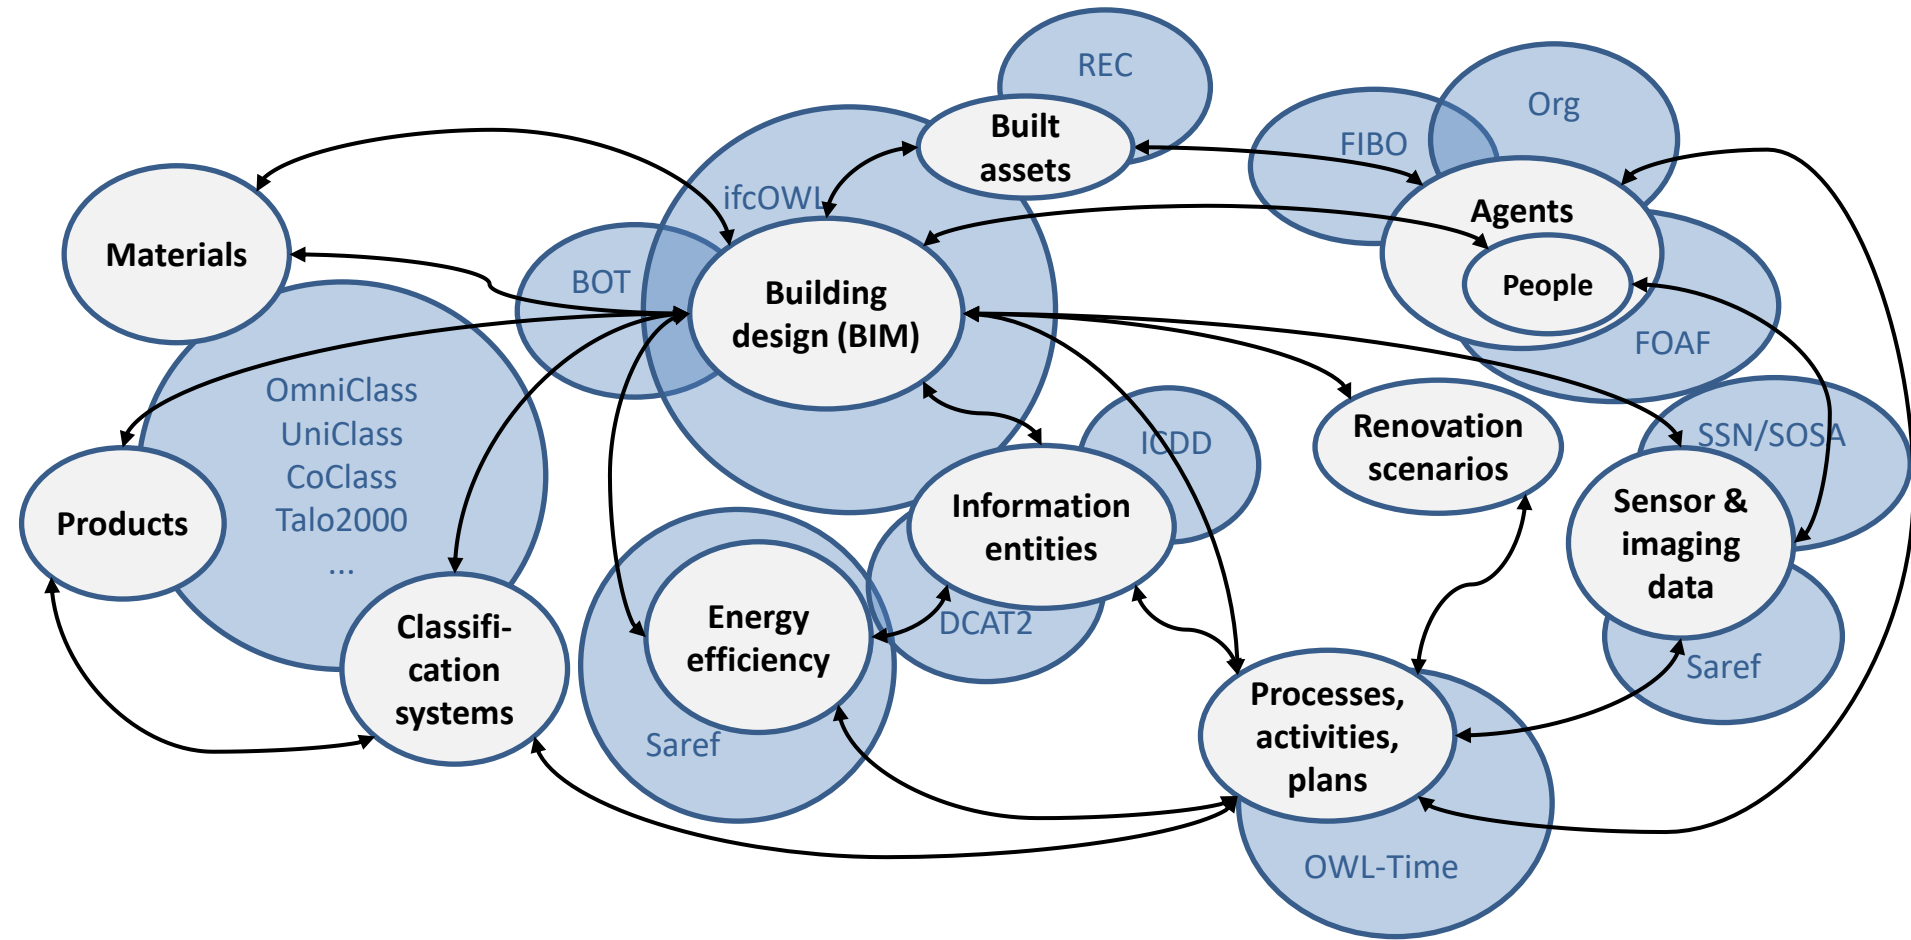 REC
Org
Built
assets
FIBO
ifcOWL
Agents
Materials
BOT
People
Building
design (BIM)
FOAF
OmniClass
UniClass
CoClass
Talo2000
...
Renovation
scenarios
ICDD
SSN/SOSA
Products
Information
entities
Sensor &
imaging
data
Classifi-
cation
systems
Energy
efficiency
DCAT2
Saref
Saref
Processes,
activities,
plans
OWL-Time